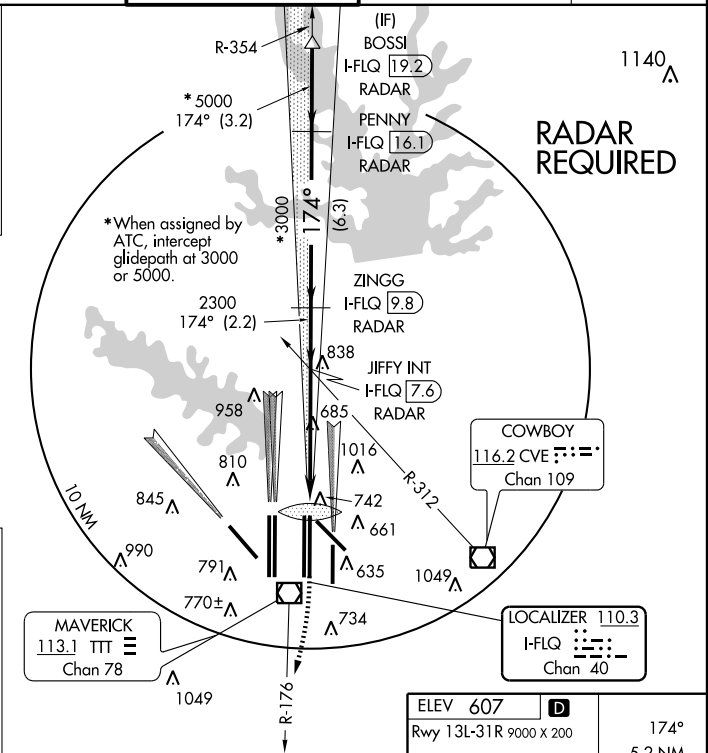 (IF)
BOSSI
I-FLQ 19.2
RADAR
R-354
1140
*5000
174° (3.2)
PENNY
I-FLQ 16.1
RADAR
RADAR
REQUIRED
*3000
174°
(6.3)
*When assigned by
ATC, intercept
glidepath at 3000
or 5000.
ZINGG
I-FLQ 9.8
RADAR
2300
174° (2.2)
838
JIFFY INT
I-FLQ 7.6
RADAR
958
685
COWBOY
116.2 CVE
Chan 109
810
1016
R-312
10 NM
845
742
661
990
791
635
1049
770±
734
MAVERICK
113.1 TTT
Chan 78
LOCALIZER 110.3
I-FLQ
Chan 40
1049
R-176
ELEV 607 D
Rwy 13L-31R 9000 X 200
174°
5.2 NM